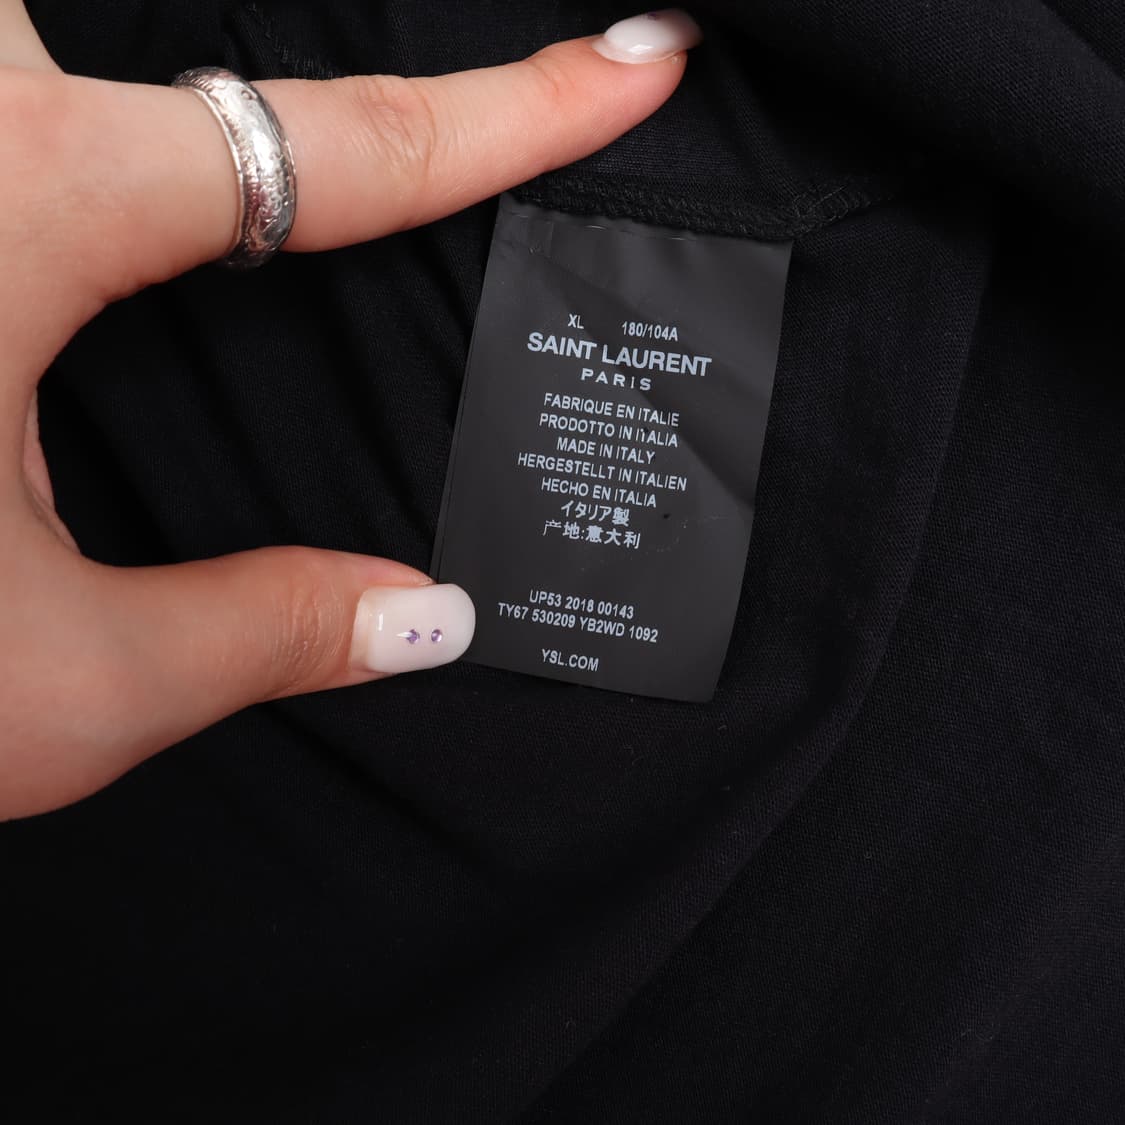 XL 180/104A
SAINT LAURENT
PARIS
FABRIQUE EN ITALIE
PRODOTTO IN ITALIA
MADE IN ITALY
HERGESTELLT IN ITALIEN
HECHO EN ITALIA
イタリア製
产地:意大利
UP53 2018 00143
TY67 530209 YB2WD 1092
YSL.COM